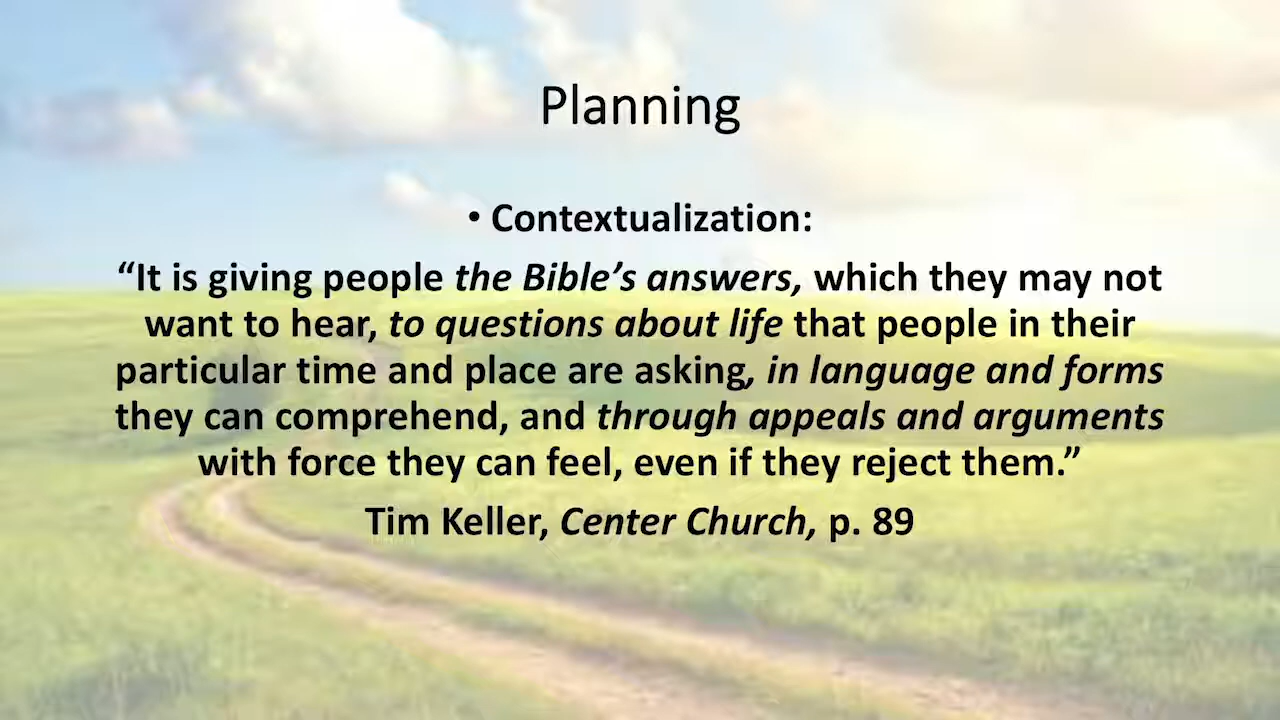 Planning
• Contextualization:
“It is giving people the Bible’s answers, which they may not
want to hear, to questions about life that people in their
particular time and place are asking, in language and forms
they can comprehend, and through appeals and arguments
with force they can feel, even if they reject them.”
Tim Keller, Center Church, p. 89